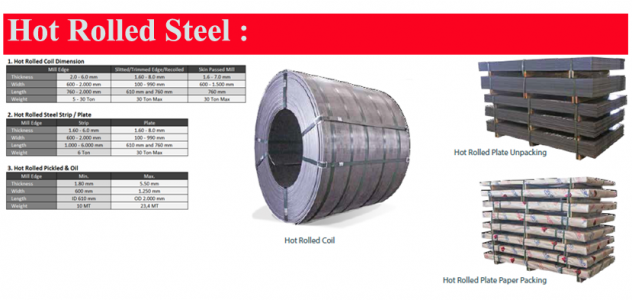 Hot Rolled Steel :
1. Hot Rolled Coil Dimension
Mill Edge Slitted/Trimmed Edge/Recoiled Skin Passed Mill
Thickness 2.0 - 6.0 mm 1.60 - 8.0 mm 1.6 - 7.0 mm
Width 600 - 2.000 mm 100 - 990 mm 600 - 1.500 mm
Length 760 - 2.000 mm 610 mm and 760 mm 760 mm
Weight 5 - 30 Ton 30 Ton Max 30 Ton Max
2. Hot Rolled Steel Strip / Plate
Mill Edge Strip Plate
Thickness 1.60 - 6.0 mm 1.60 - 8.0 mm
Width 600 - 2.000 mm 100 - 990 mm
Length 1.000 - 6.000 mm 610 mm and 760 mm
Weight 6 Ton 30 Ton Max
3. Hot Rolled Pickled & Oil
Mill Edge Min. Max.
Thickness 1.80 mm 5.50 mm
Width 600 mm 1.250 mm
Length ID 610 mm OD 2.000 mm
Weight 10 MT 23,4 MT
Hot Rolled Coil
Hot Rolled Plate Unpacking
Hot Rolled Plate Paper Packing